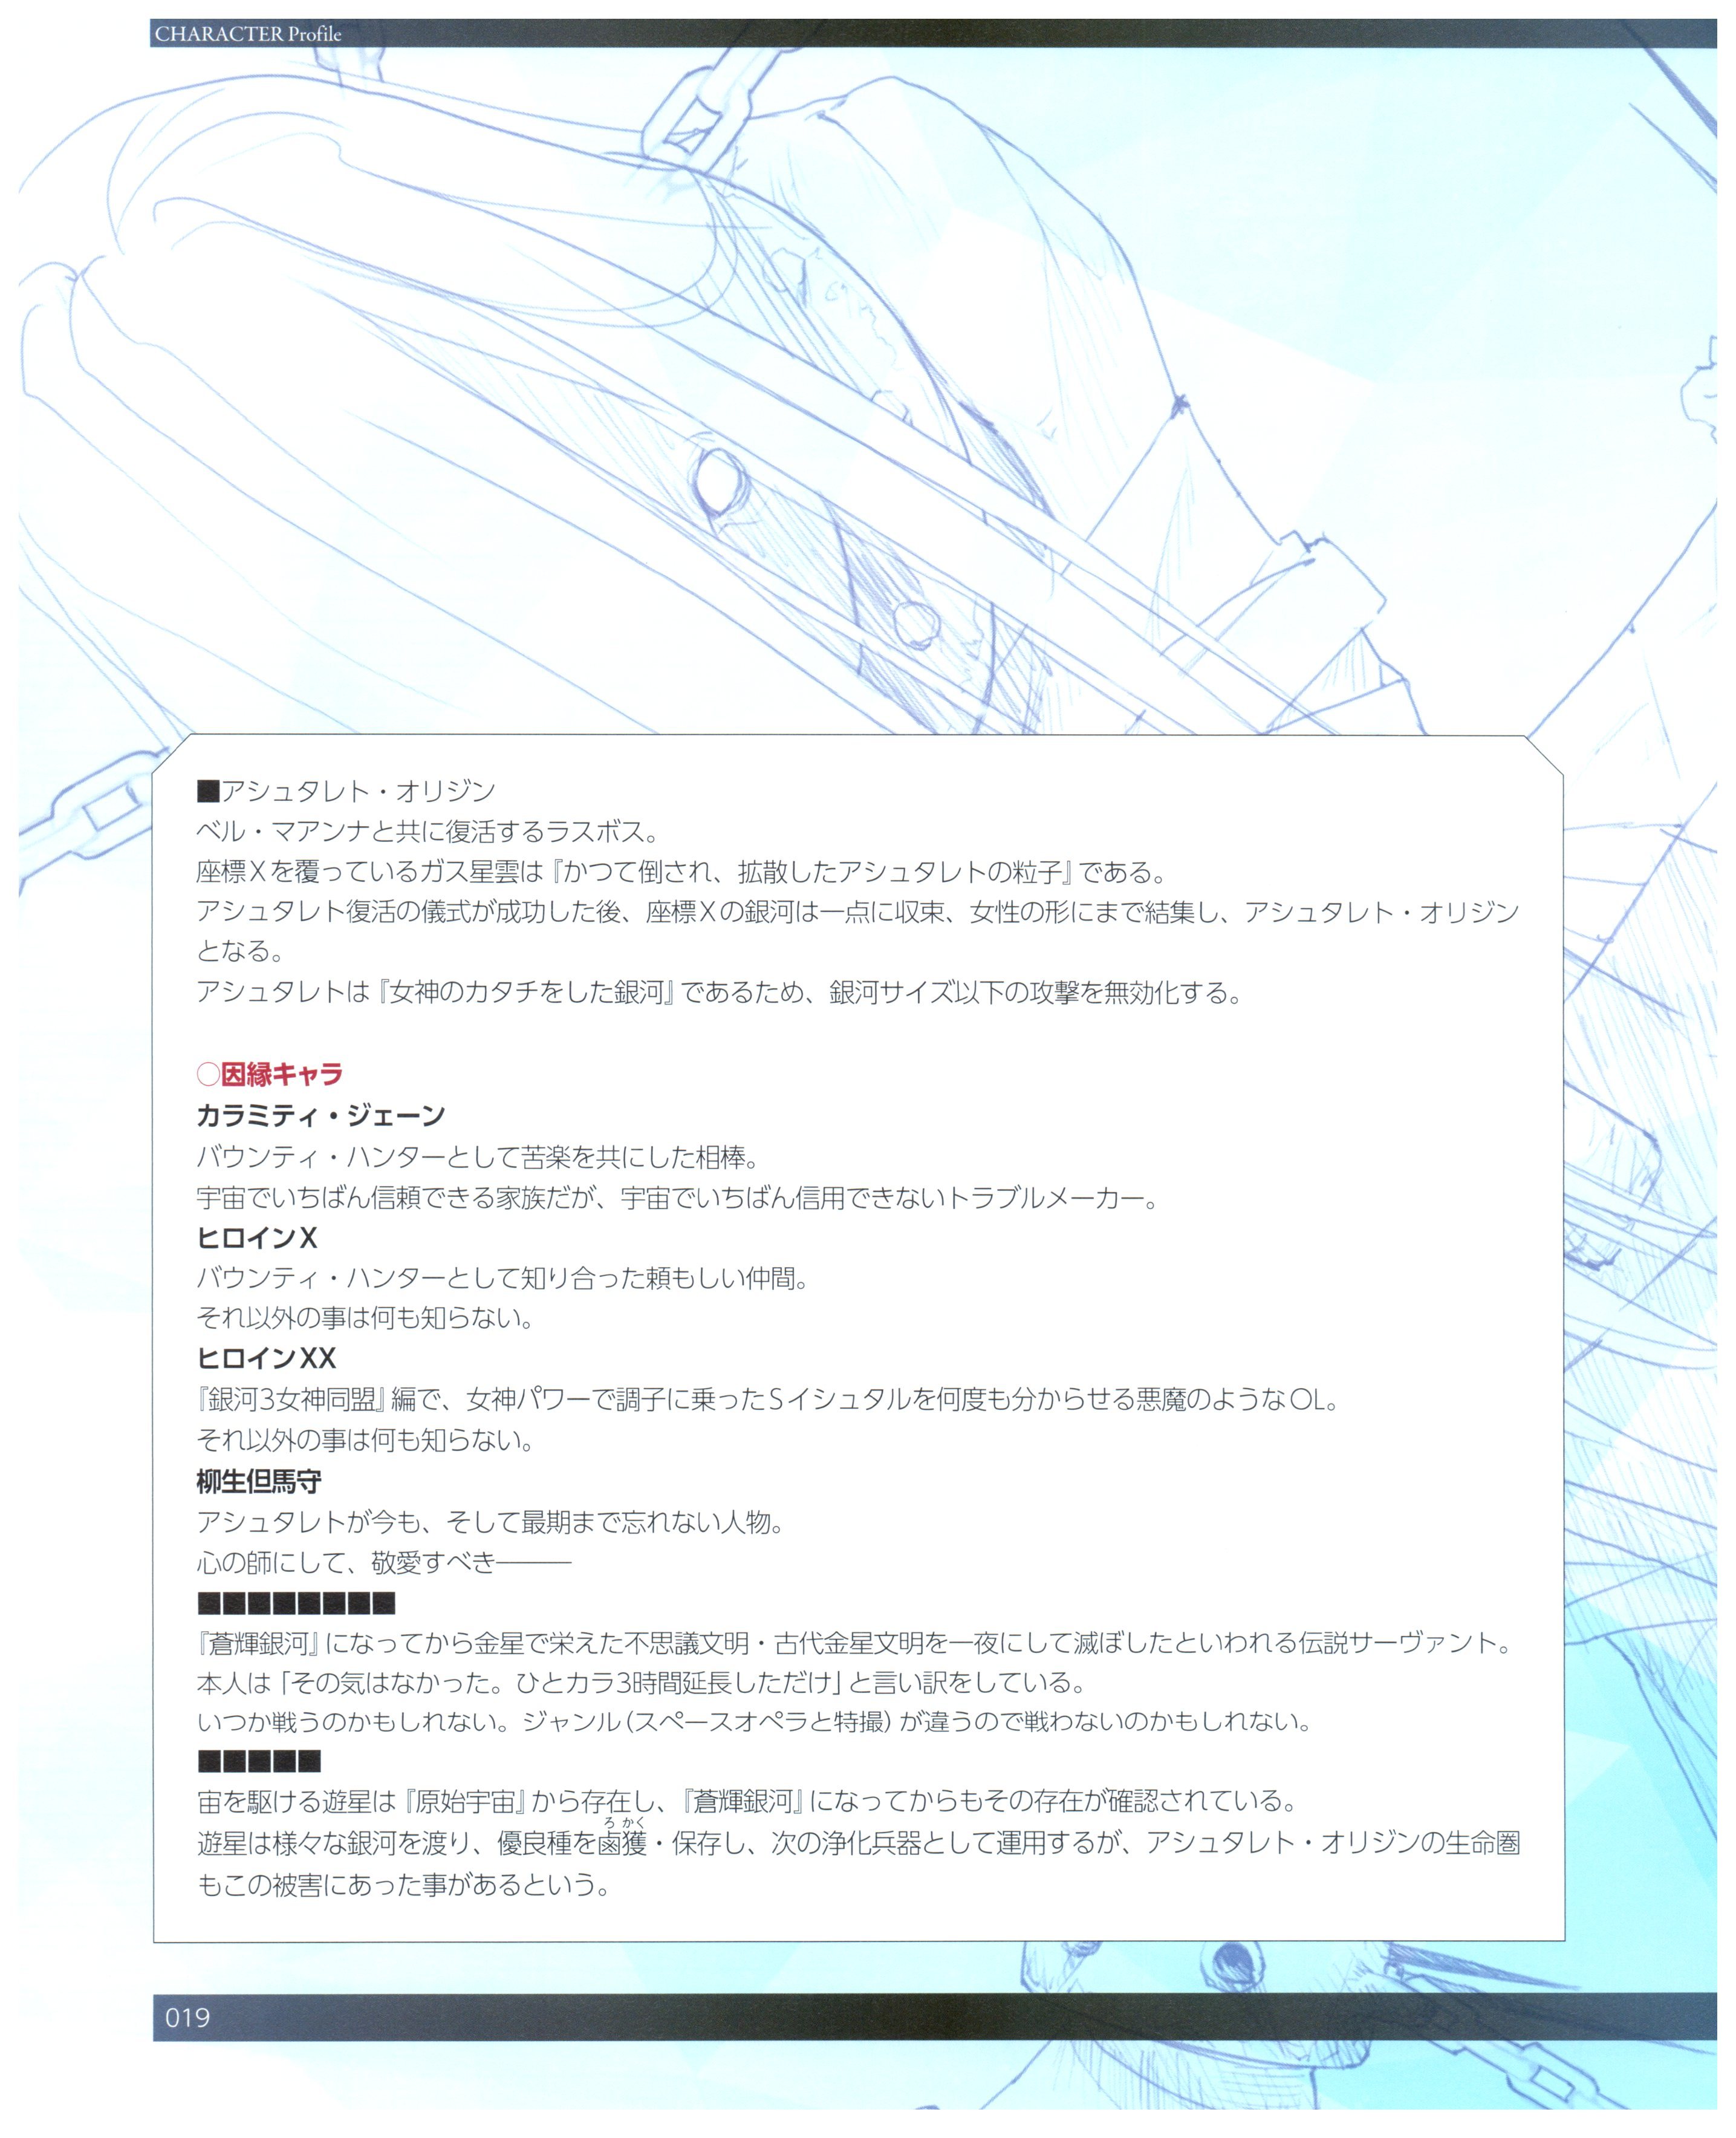 CHARACTER Profile
■アシュタレト・オリジン
ベル・マアンナと共に復活するラスボス。
座標Xを覆っているガス星雲は『かつて倒され、拡散したアシュタレトの粒子』である。
アシュタレト復活の儀式が成功した後、座標Xの銀河は一点に収束、女性の形にまで結集し、アシュタレト・オリジン
となる。
アシュタレトは『女神のカタチをした銀河』であるため、銀河サイズ以下の攻撃を無効化する。
○因縁キャラ
カラミティ・ジェーン
バウンティ・ハンターとして苦楽を共にした相棒。
宇宙でいちばん信頼できる家族だが、宇宙でいちばん信用できないトラブルメーカー。
ヒロインX
バウンティ・ハンターとして知り合った頼もしい仲間。
それ以外の事は何も知らない。
ヒロインXX
『銀河3女神同盟』編で、女神パワーで調子に乗ったSイシュタルを何度も分からせる悪魔のようなOL。
それ以外の事は何も知らない。
柳生但馬守
アシュタレトが今も、そして最期まで忘れない人物。
心の師にして、敬愛すべき―――
■■■■■■■■
『蒼輝銀河』になってから金星で栄えた不思議文明・古代金星文明を一夜にして滅ぼしたといわれる伝説サーヴァント。
本人は「その気はなかった。ひとカラ3時間延長しただけ」と言い訳をしている。
いつか戦うのかもしれない。ジャンル(スペースオペラと特撮)が違うので戦わないのかもしれない。
■■■■■
宙を駆ける遊星は『原始宇宙』から存在し、『蒼輝銀河』になってからもその存在が確認されている。
ろかく
遊星は様々な銀河を渡り、優良種を鹵獲・保存し、次の浄化兵器として運用するが、アシュタレト・オリジンの生命圏
もこの被害にあった事があるという。
019